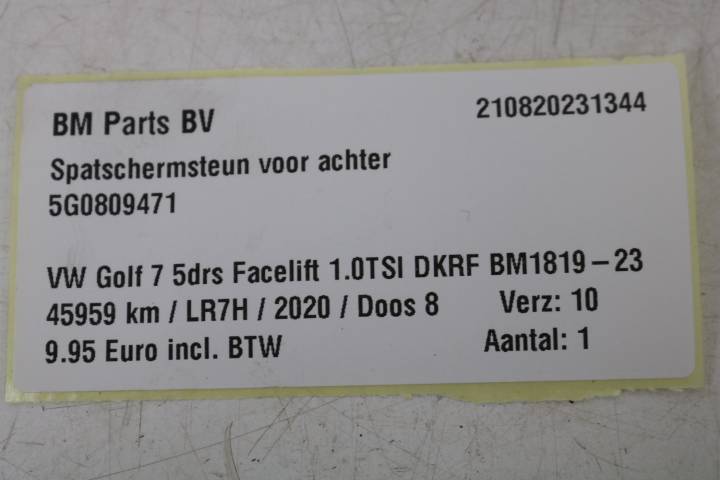 BM Parts BV 210820231344
Spatschermsteun voor achter
5G0809471
VW Golf 7 5drs Facelift 1.0TSI DKRF BM1819-23
45959 km / LR7H / 2020 / Doos 8 Verz: 10
9.95 Euro incl. BTW Aantal: 1